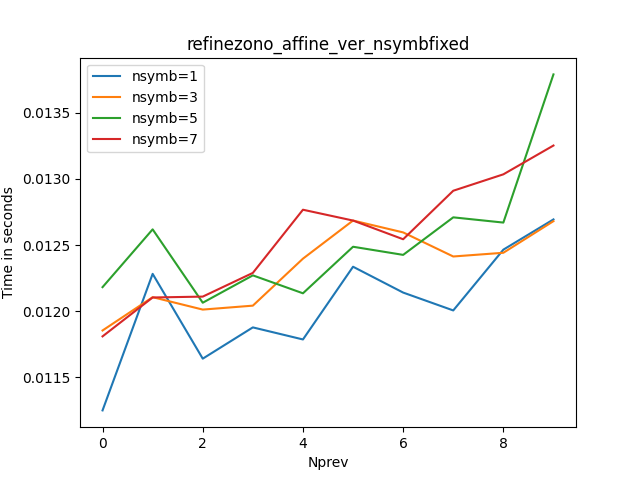 refinezono_affine_ver_nsymbfixed
nsymb=1
nsymb=3
nsymb=5
nsymb=7
Time in seconds
0.0135
0.0130
0.0125
0.0120
0.0115
0 2 4 6 8
Nprev